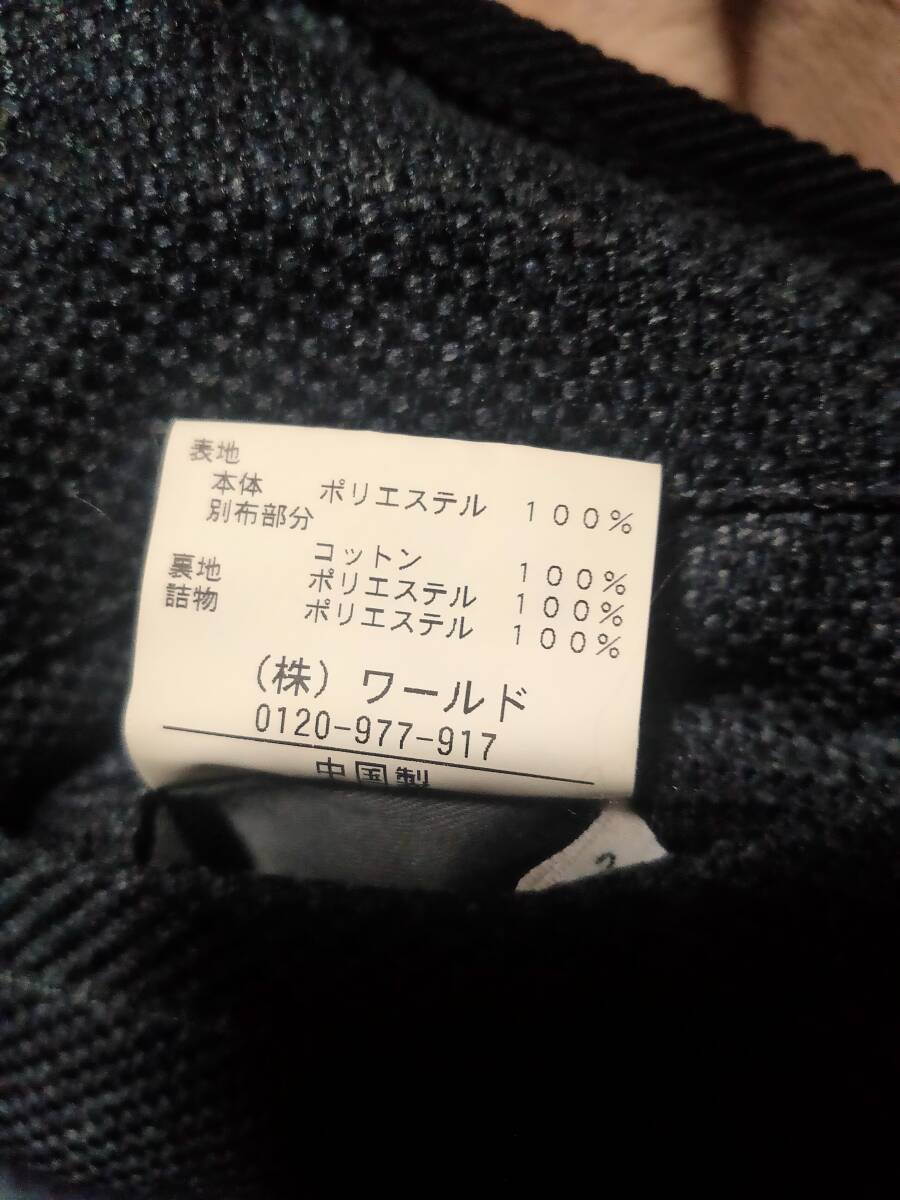 表地
本体 ポリエステル 100%
別布部分
コットン 100%
裏地 ポリエステル 100%
詰物 ポリエステル 100%
(株) ワールド
0120-977-917
中国製